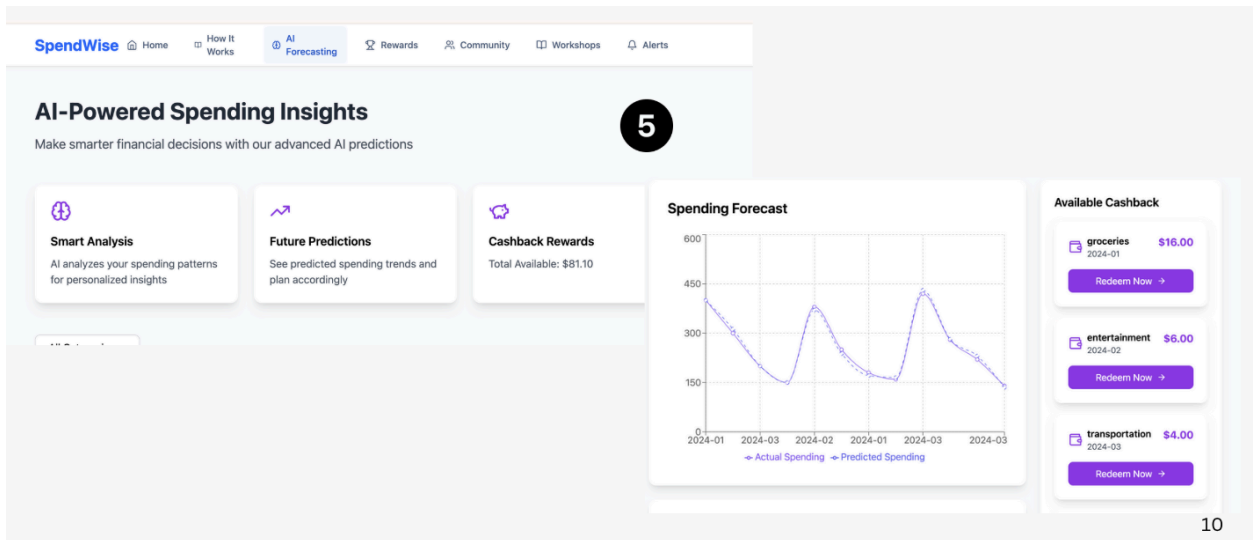 SpendWise
Home
How It
Works
AI
Forecasting
Rewards
Community
Workshops
Alerts
AI-Powered Spending Insights
Make smarter financial decisions with our advanced AI predictions
5
Smart Analysis
AI analyzes your spending patterns
for personalized insights
Future Predictions
See predicted spending trends and
plan accordingly
Cashback Rewards
Total Available: $81.10
Spending Forecast
600
450
300
150
0
2024-01 2024-03 2024-02 2024-01 2024-03 2024-03
Actual Spending Predicted Spending
Available Cashback
groceries $16.00
2024-01
Redeem Now →
entertainment $6.00
2024-02
Redeem Now →
transportation $4.00
2024-03
Redeem Now →
10